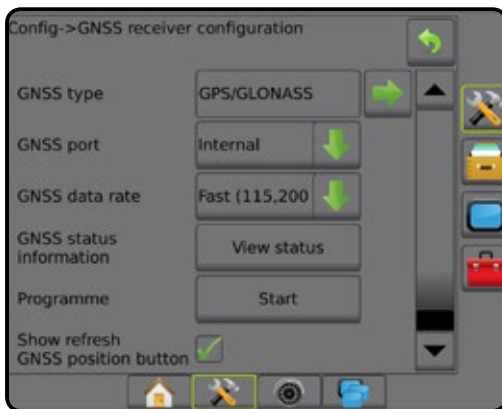 Config->GNSS receiver configuration
GNSS type
GPS/GLONASS
GNSS port
Internal
GNSS data rate
Fast (115,200
GNSS status
information
View status
Programme
Start
Show refresh
GNSS position button